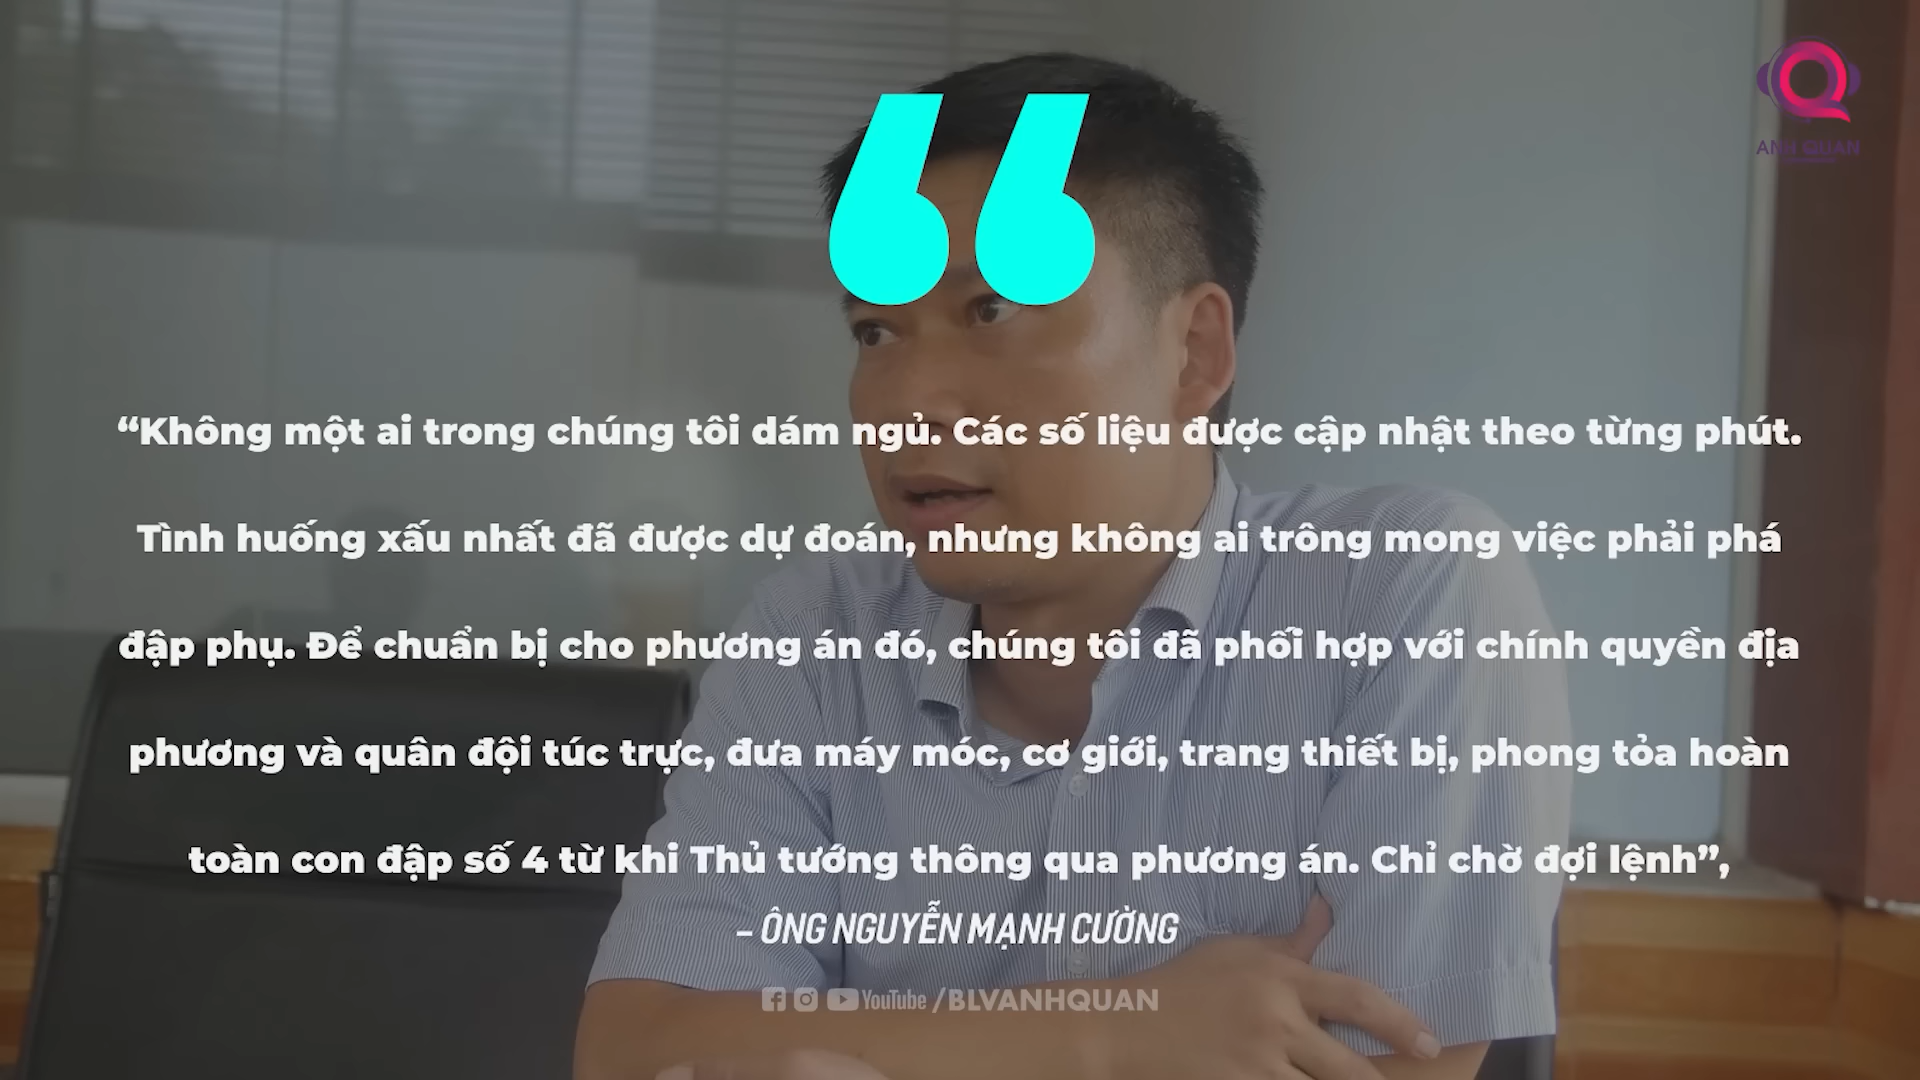 ANH QUAN
“Không một ai trong chúng tôi dám ngủ. Các số liệu được cập nhật theo từng phút.
Tình huống xấu nhất đã được dự đoán, nhưng không ai trông mong việc phải phá
đập phụ. Để chuẩn bị cho phương án đó, chúng tôi đã phối hợp với chính quyền địa
phương và quân đội túc trực, đưa máy móc, cơ giới, trang thiết bị, phong tỏa hoàn
toàn con đập số 4 từ khi Thủ tướng thông qua phương án. Chỉ chờ đợi lệnh”,
– ÔNG NGUYỄN MẠNH CƯỜNG
YouTube /BLVANHQUAN